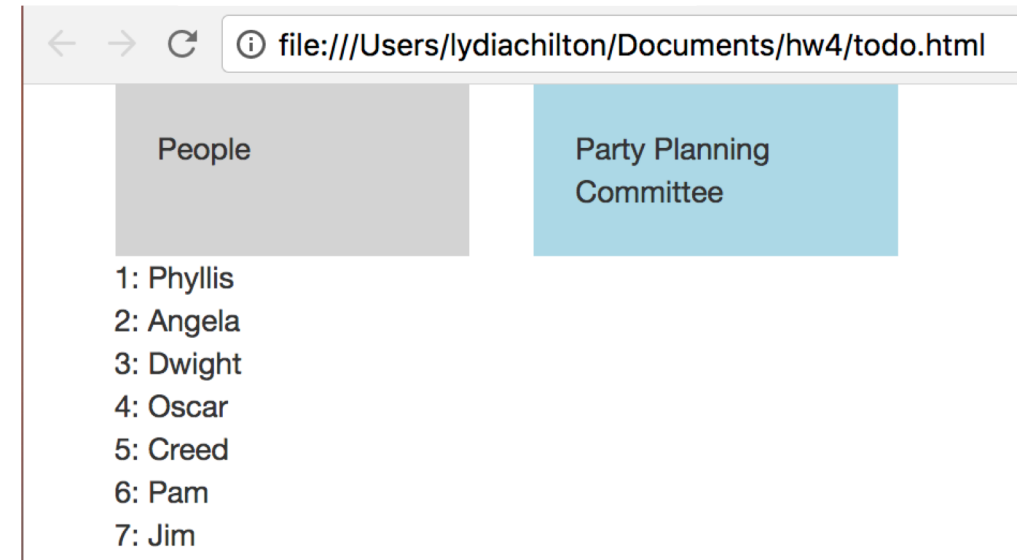 file:///Users/lydiachilton/Documents/hw4/todo.html
People
Party Planning
Committee
1: Phyllis
2: Angela
3: Dwight
4: Oscar
5: Creed
6: Pam
7: Jim